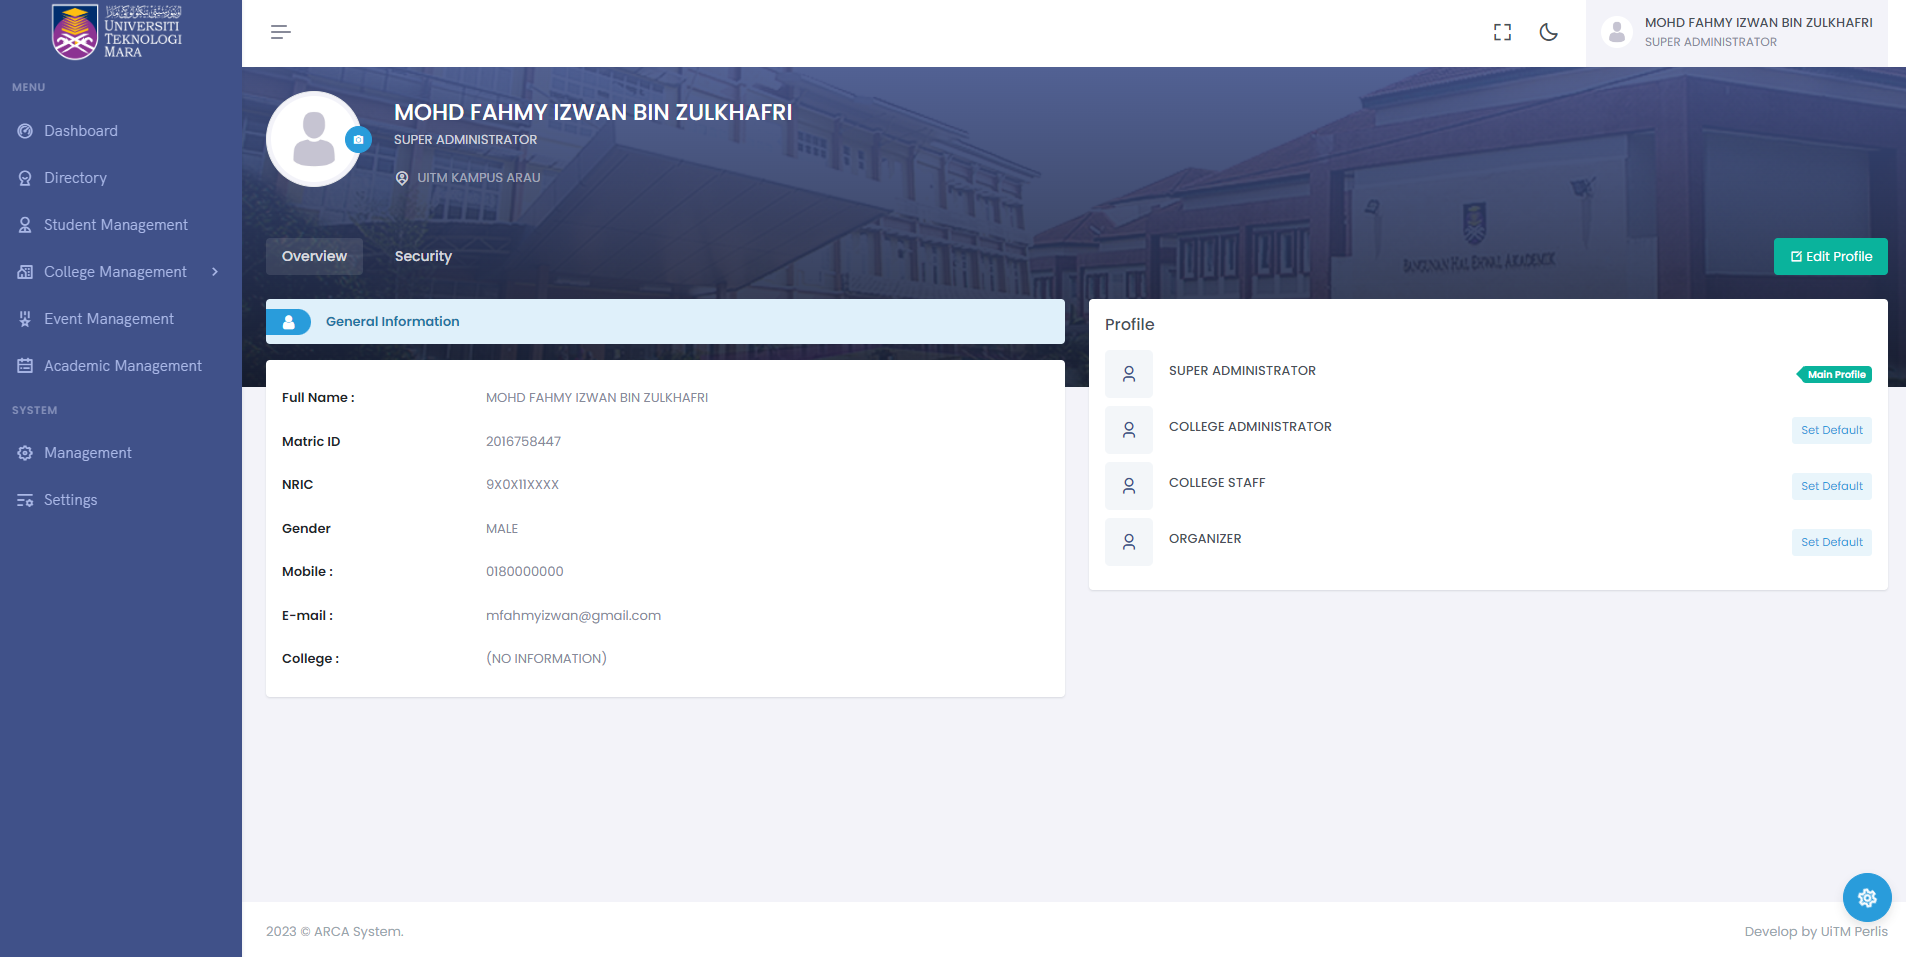 UNIVERSITI
TEKNOLOGI
MARA
MENU
Dashboard
Directory
Student Management
College Management
Event Management
Academic Management
SYSTEM
Management
Settings
MOHD FAHMY IZWAN BIN ZULKHAFRI
SUPER ADMINISTRATOR
MOHD FAHMY IZWAN BIN ZULKHAFRI
SUPER ADMINISTRATOR
UITM KAMPUS ARAU
Overview
Security
Edit Profile
BANGUNAN HAL EHWAL AKADEMIK
General Information
Full Name : MOHD FAHMY IZWAN BIN ZULKHAFRI
Matric ID 2016758447
NRIC 9X0X11XXXX
Gender MALE
Mobile : 0180000000
E-mail : mfahmyizwan@gmail.com
College : (NO INFORMATION)
Profile
SUPER ADMINISTRATOR Main Profile
COLLEGE ADMINISTRATOR Set Default
COLLEGE STAFF Set Default
ORGANIZER Set Default
2023 © ARCA System.
Develop by UiTM Perlis